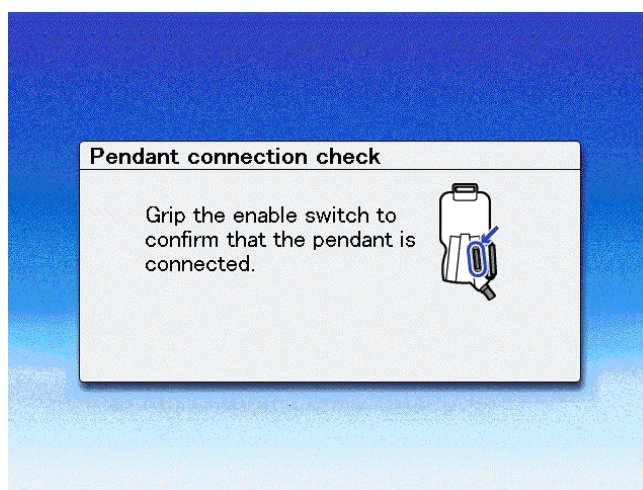 Pendant connection check
Grip the enable switch to
confirm that the pendant is
connected.